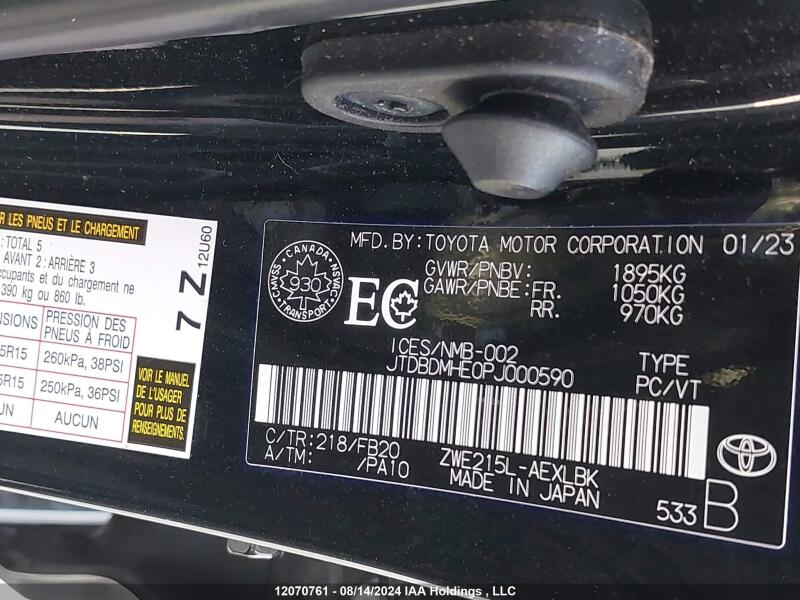 R LES PNEUS ET LE CHARGEMENT
: TOTAL 5
AVANT 2: ARRIÈRE 3
ccupants et du chargement ne
390 kg ou 860 lb.
NSIONS PRESSION DES PNEUS À FROID
5R15 260kPa, 38PSI
5R15 250kPa, 36PSI
UN AUCUN
7 Z 12U60
VOIR LE MANUEL
DE L'USAGER
POUR PLUS DE
RENSEIGNEMENTS.
MFD. BY: TOYOTA MOTOR CORPORATION 01/23
GVWR/PNBV: 1895KG
GAWR/PNBE: FR. 1050KG
RR. 970KG
CANADA
CMVSS 930 NSVAC
TRANSPORT
EC
ICES/NMB-002
JTDBDMHE0PJ000590
TYPE
PC/VT
C/TR: 218/FB20
A/TM: /PA10
ZWE215L-AEXLBK
MADE IN JAPAN
533 B
12070761 - 08/14/2024 IAA Holdings , LLC